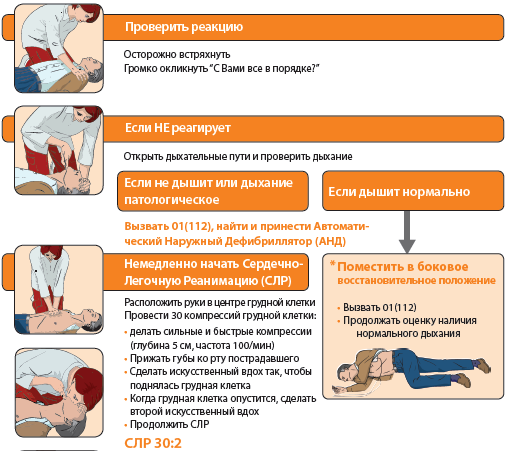 Проверить реакцию
Осторожно встряхнуть
Громко окликнуть "С Вами все в порядке?"
Если НЕ реагирует
Открыть дыхательные пути и проверить дыхание
Если не дышит или дыхание
патологическое
Если дышит нормально
Вызвать 01(112), найти и принести Автомати-
ческий Наружный Дефибриллятор (АНД)
Немедленно начать Сердечно-
Легочную Реанимацию (СЛР)
Расположить руки в центре грудной клетки
Провести 30 компрессий грудной клетки:
• делать сильные и быстрые компрессии
(глубина 5 см, частота 100/мин)
• Прижать губы ко рту пострадавшего
• Сделать искусственный вдох так, чтобы
поднялась грудная клетка
• Когда грудная клетка опустится, сделать
второй искусственный вдох
• Продолжить СЛР
СЛР 30:2
*Поместить в боковое
восстановительное положение
• Вызвать 01(112)
• Продолжать оценку наличия
нормального дыхания